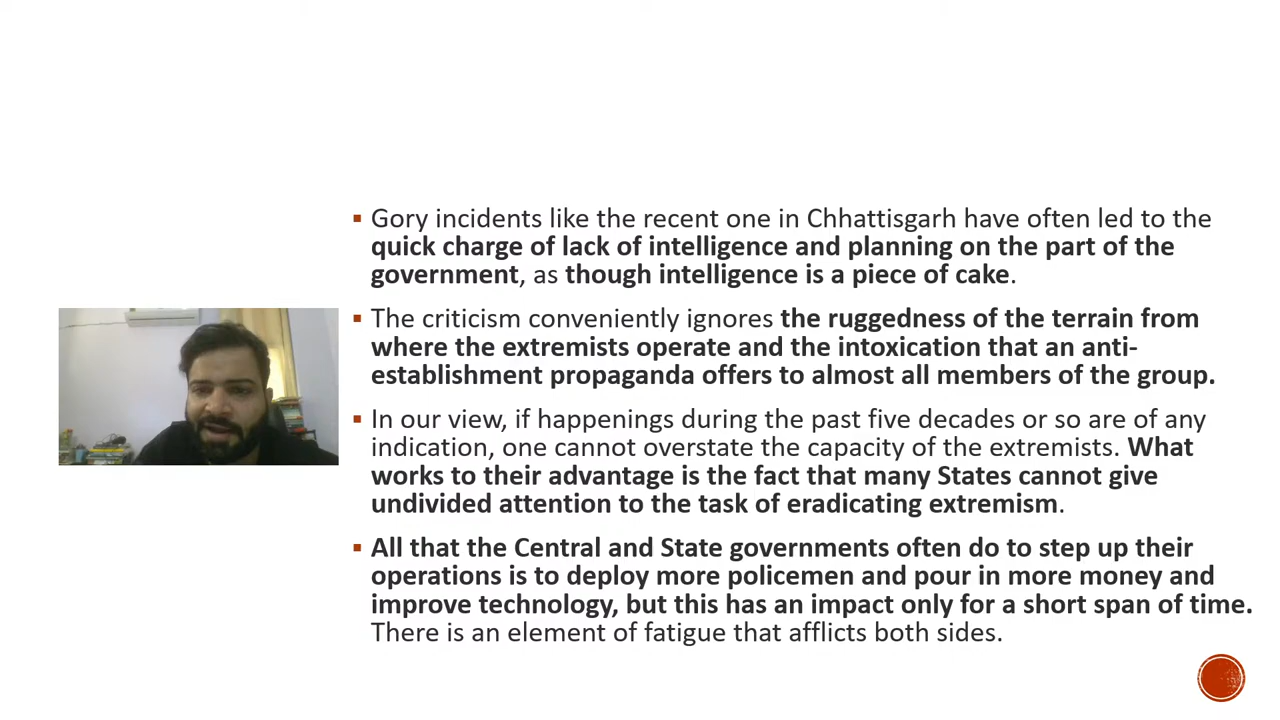 Gory incidents like the recent one in Chhattisgarh have often led to the
quick charge of lack of intelligence and planning on the part of the
government, as though intelligence is a piece of cake.
The criticism conveniently ignores the ruggedness of the terrain from
where the extremists operate and the intoxication that an anti-
establishment propaganda offers to almost all members of the group.
In our view, if happenings during the past five decades or so are of any
indication, one cannot overstate the capacity of the extremists. What
works to their advantage is the fact that many States cannot give
undivided attention to the task of eradicating extremism.
All that the Central and State governments often do to step up their
operations is to deploy more policemen and pour in more money and
improve technology, but this has an impact only for a short span of time.
There is an element of fatigue that afflicts both sides.